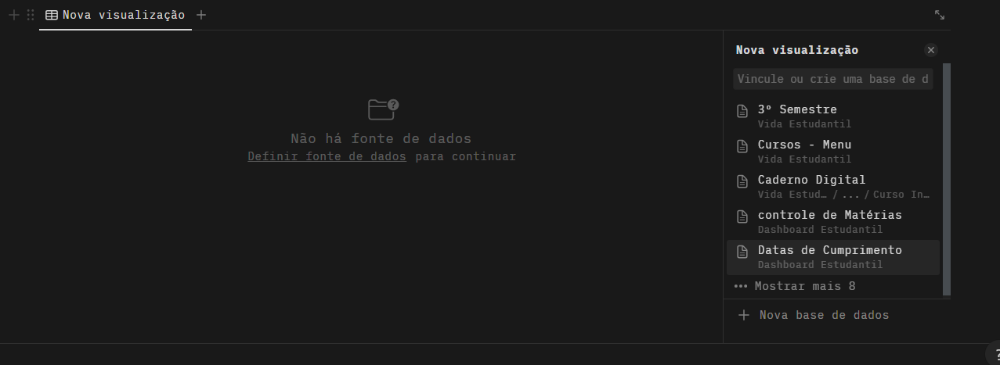 Nova visualização
Nova visualização
Vincule ou crie uma base de d
Não há fonte de dados
Definir fonte de dados para continuar
3º Semestre
Vida Estudantil
Cursos - Menu
Vida Estudantil
Caderno Digital
Vida Estud… / ... / Curso In…
controle de Matérias
Dashboard Estudantil
Datas de Cumprimento
Dashboard Estudantil
Mostrar mais 8
Nova base de dados